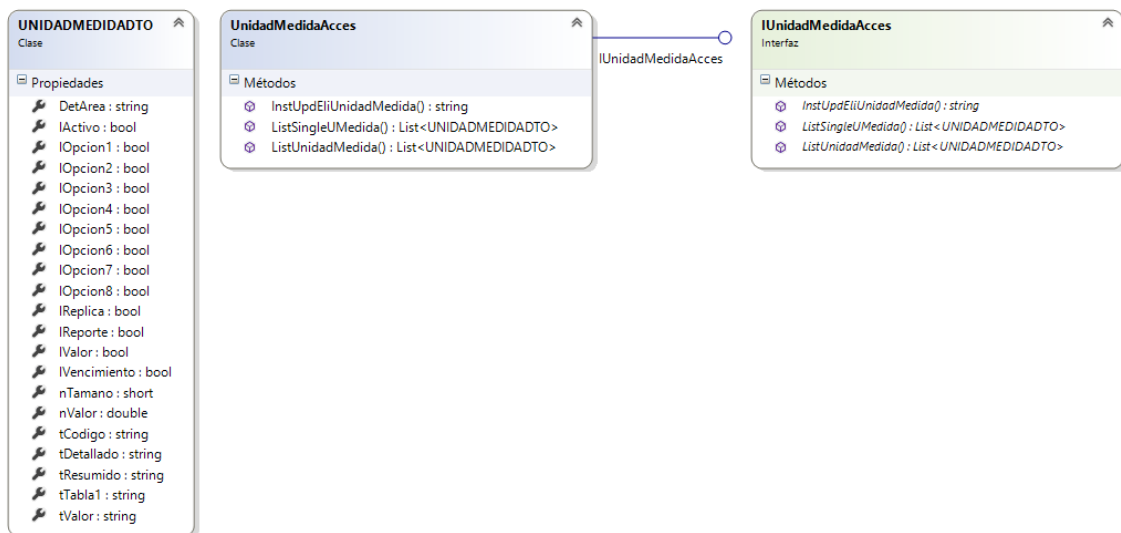 UNIDADMEDIDADTO
Clase
Propiedades
DetArea : string
lActivo : bool
lOpcion1 : bool
lOpcion2 : bool
lOpcion3 : bool
lOpcion4 : bool
lOpcion5 : bool
lOpcion6 : bool
lOpcion7 : bool
lOpcion8 : bool
lReplica : bool
lReporte : bool
lValor : bool
lVencimiento : bool
nTamano : short
nValor : double
tCodigo : string
tDetallado : string
tResumido : string
tTabla1 : string
tValor : string
UnidadMedidaAcces
Clase
Métodos
InstUpdEliUnidadMedida() : string
ListSingleUMedida() : List<UNIDADMEDIDADTO>
ListUnidadMedida() : List<UNIDADMEDIDADTO>
IUnidadMedidaAcces
IUnidadMedidaAcces
Interfaz
Métodos
InstUpdEliUnidadMedida() : string
ListSingleUMedida() : List<UNIDADMEDIDADTO>
ListUnidadMedida() : List<UNIDADMEDIDADTO>